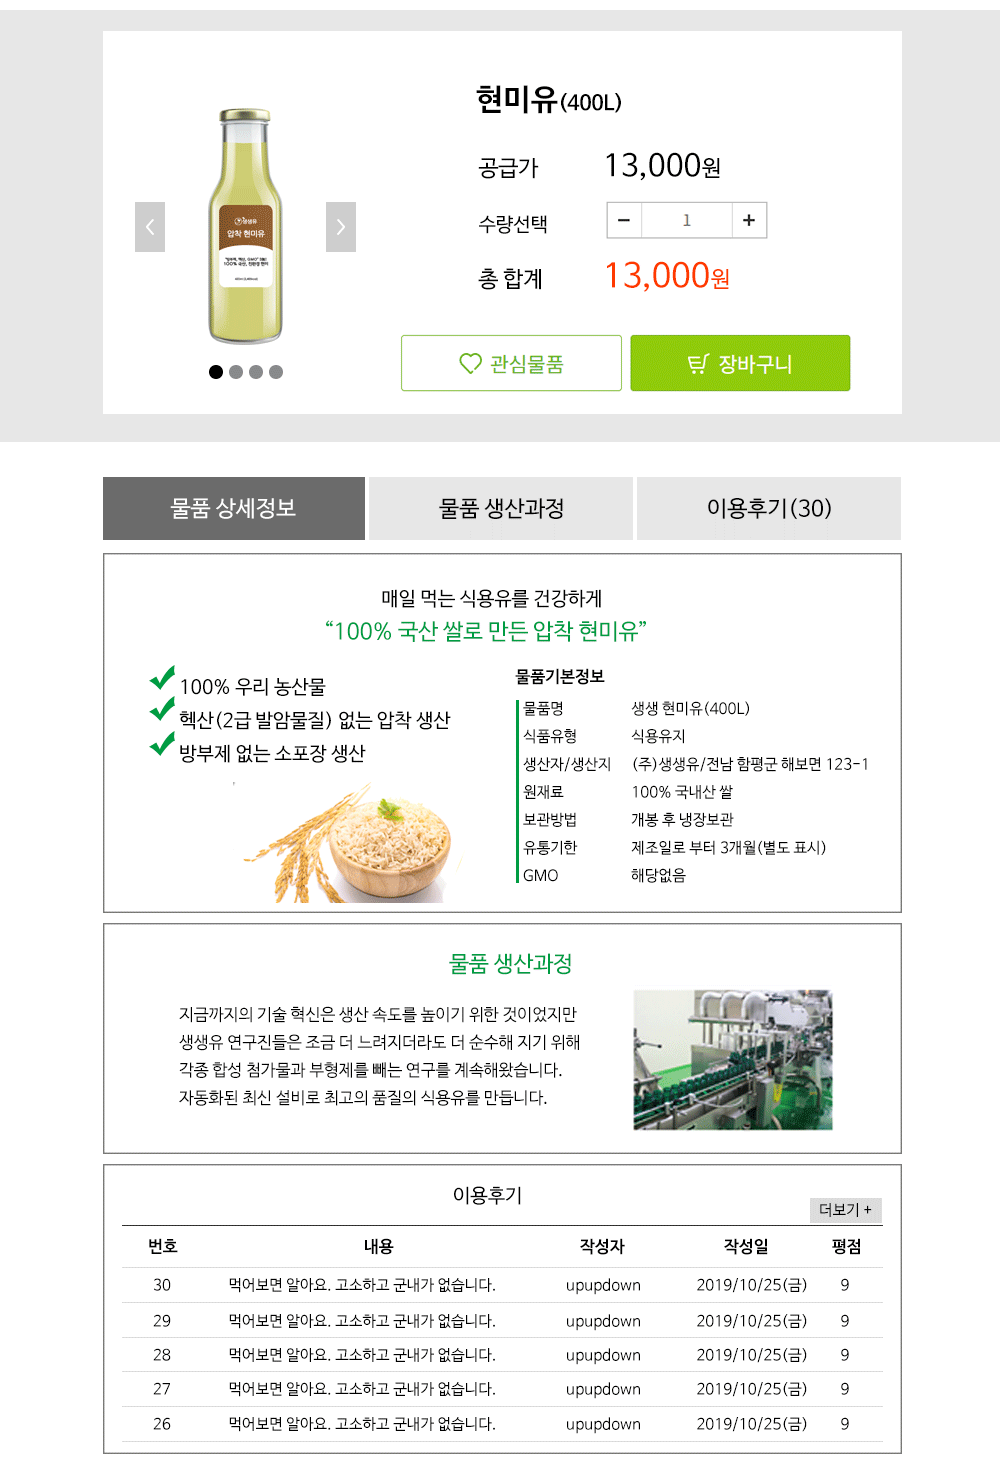 현미유(400L)
공급가 13,000원
수량선택 − 1 +
총 합계 13,000원
생생유
압착 현미유
관심물품 장바구니
물품 상세정보 물품 생산과정 이용후기(30)
매일 먹는 식용유를 건강하게
“100% 국산 쌀로 만든 압착 현미유”
100% 우리 농산물
헥산(2급 발암물질) 없는 압착 생산
방부제 없는 소포장 생산
물품기본정보
물품명 생생 현미유(400L)
식품유형 식용유지
생산자/생산지 (주)생생유/전남 함평군 해보면 123-1
원재료 100% 국내산 쌀
보관방법 개봉 후 냉장보관
유통기한 제조일로 부터 3개월(별도 표시)
GMO 해당없음
물품 생산과정
지금까지의 기술 혁신은 생산 속도를 높이기 위한 것이었지만
생생유 연구진들은 조금 더 느려지더라도 더 순수해 지기 위해
각종 합성 첨가물과 부형제를 빼는 연구를 계속해왔습니다.
자동화된 최신 설비로 최고의 품질의 식용유를 만듭니다.
이용후기
더보기 +
번호 내용 작성자 작성일 평점
30 먹어보면 알아요. 고소하고 군내가 없습니다. upupdown 2019/10/25(금) 9
29 먹어보면 알아요. 고소하고 군내가 없습니다. upupdown 2019/10/25(금) 9
28 먹어보면 알아요. 고소하고 군내가 없습니다. upupdown 2019/10/25(금) 9
27 먹어보면 알아요. 고소하고 군내가 없습니다. upupdown 2019/10/25(금) 9
26 먹어보면 알아요. 고소하고 군내가 없습니다. upupdown 2019/10/25(금) 9